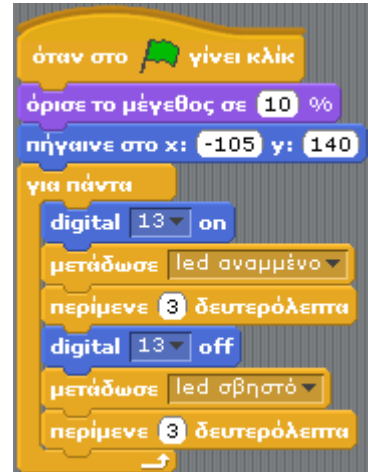 όταν στο γίνει κλίκ
όρισε το μέγεθος σε 10 %
πήγαινε στο x: -105 y: 140
για πάντα
digital 13 on
μετάδωσε led αναμμένο
περίμενε 3 δευτερόλεπτα
digital 13 off
μετάδωσε led σβηστό
περίμενε 3 δευτερόλεπτα